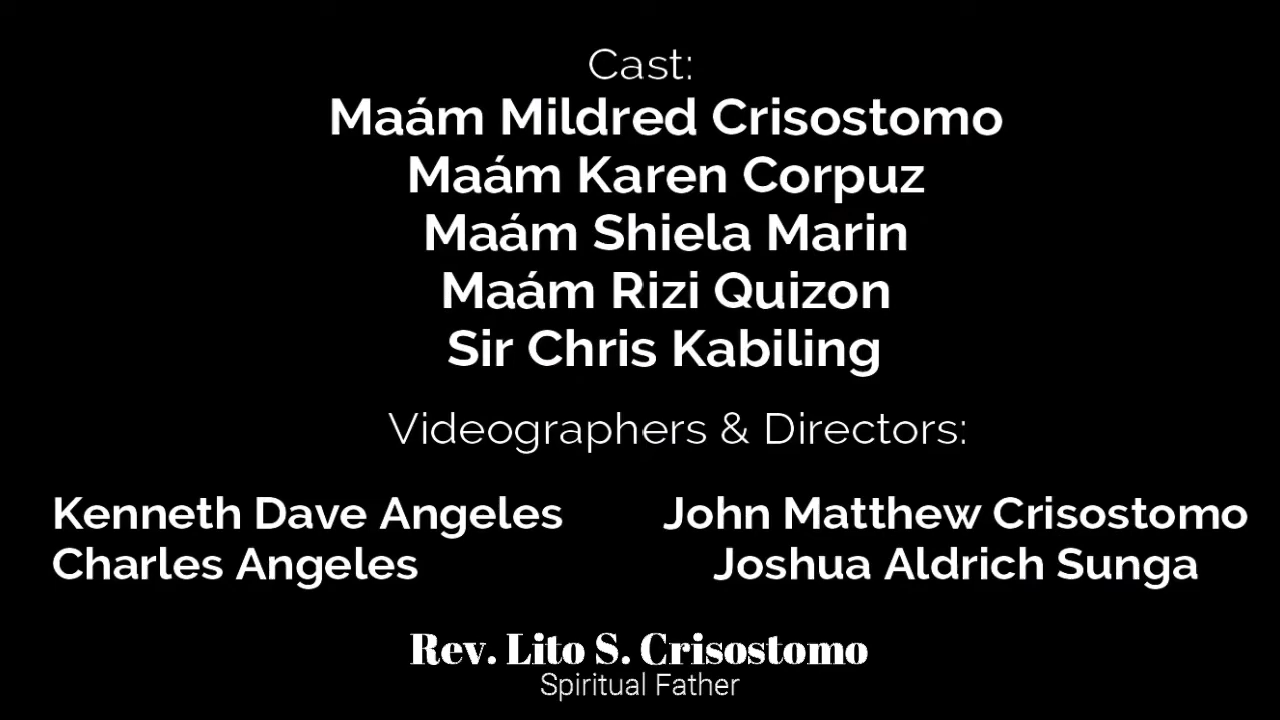 Cast:
Maám Mildred Crisostomo
Maám Karen Corpuz
Maám Shiela Marin
Maám Rizi Quizon
Sir Chris Kabiling
Videographers & Directors:
Kenneth Dave Angeles John Matthew Crisostomo
Charles Angeles Joshua Aldrich Sunga
Rev. Lito S. Crisostomo
Spiritual Father